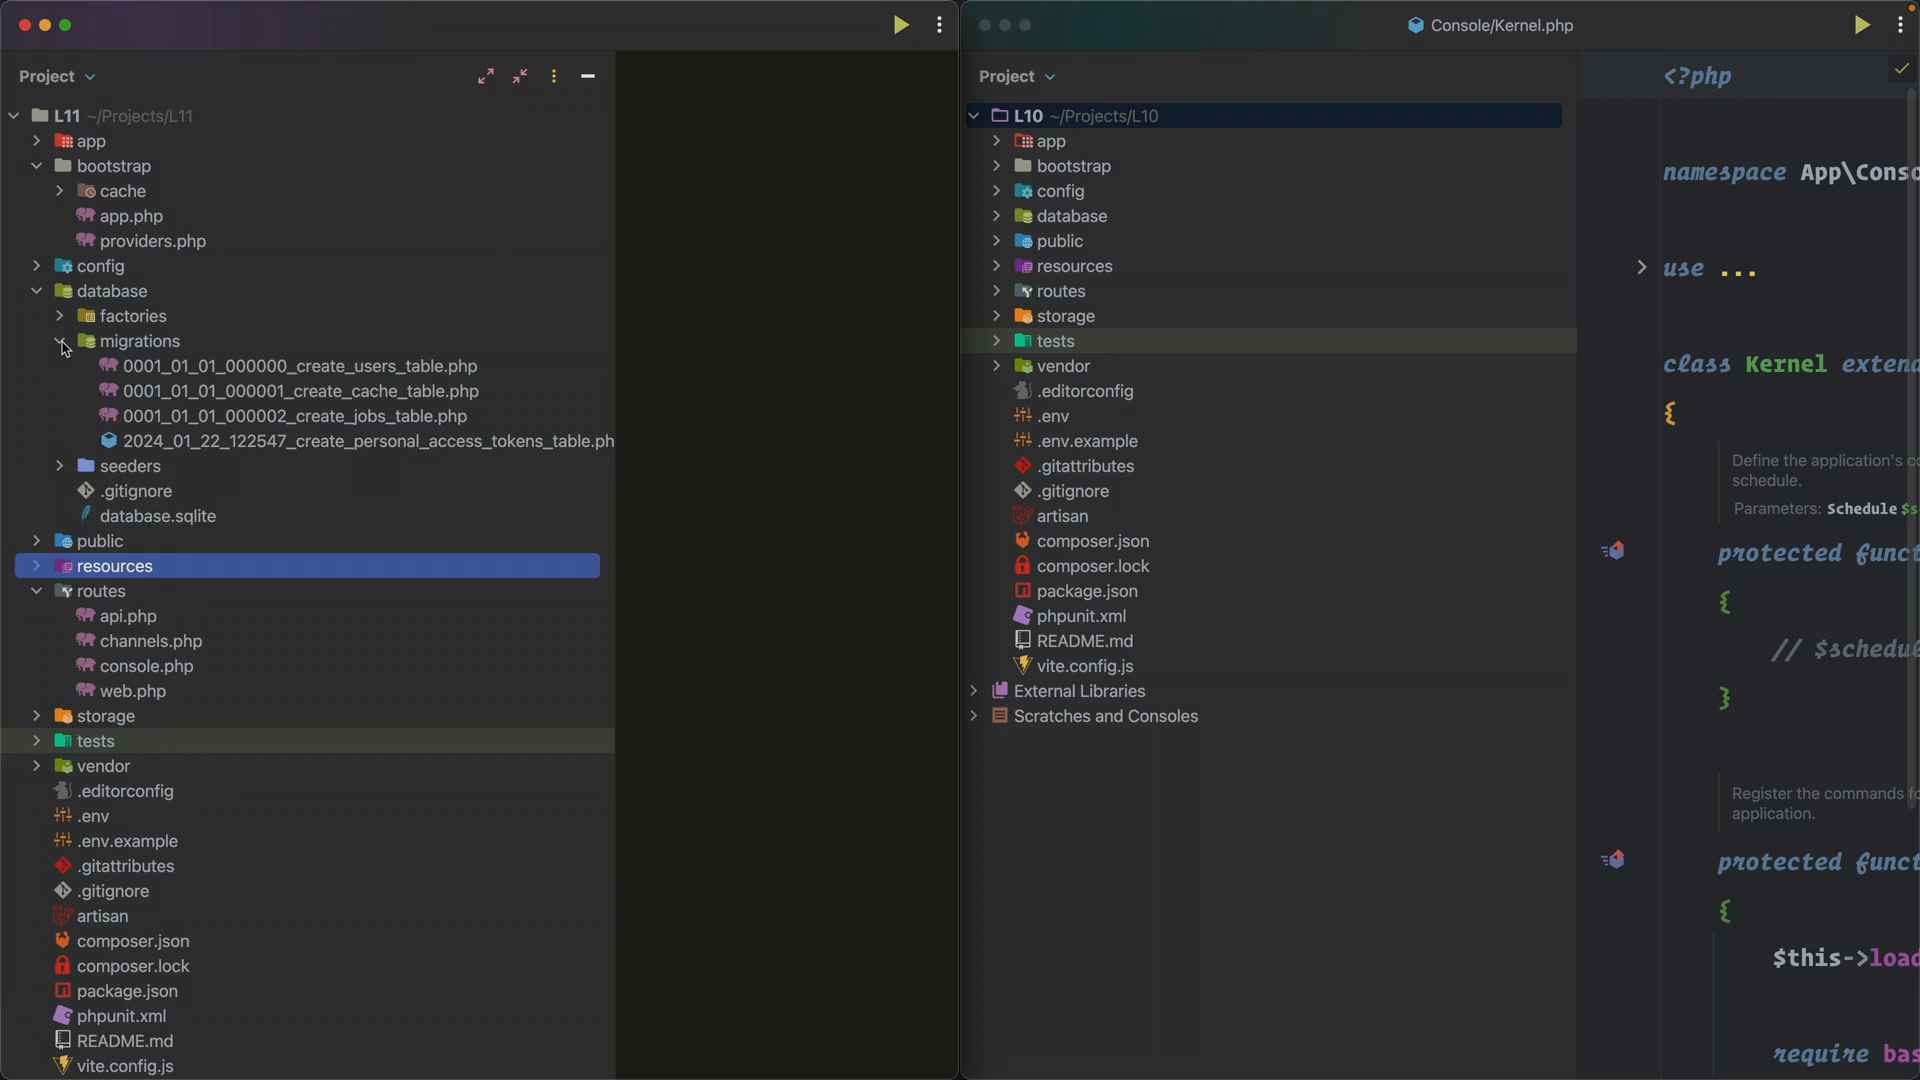 Project
L11 ~/Projects/L11
app
bootstrap
cache
app.php
providers.php
config
database
factories
migrations
0001_01_01_000000_create_users_table.php
0001_01_01_000001_create_cache_table.php
0001_01_01_000002_create_jobs_table.php
2024_01_22_122547_create_personal_access_tokens_table.ph
seeders
.gitignore
database.sqlite
public
resources
routes
api.php
channels.php
console.php
web.php
storage
tests
vendor
.editorconfig
.env
.env.example
.gitattributes
.gitignore
artisan
composer.json
composer.lock
package.json
phpunit.xml
README.md
vite.config.js
Console/Kernel.php
Project
L10 ~/Projects/L10
app
bootstrap
config
database
public
resources
routes
storage
tests
vendor
.editorconfig
.env
.env.example
.gitattributes
.gitignore
artisan
composer.json
composer.lock
package.json
phpunit.xml
README.md
vite.config.js
External Libraries
Scratches and Consoles
<?php
namespace App\Conso
use ...
class Kernel extend
{
Define the application's c
schedule.
Parameters: Schedule $s
protected funct
{
// $schedul
}
Register the commands fo
application.
protected funct
{
$this->load
require bas